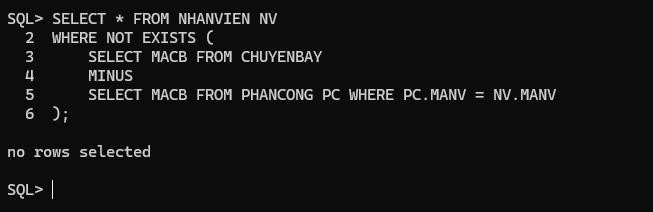 SQL> SELECT * FROM NHANVIEN NV
  2  WHERE NOT EXISTS (
  3      SELECT MACB FROM CHUYENBAY
  4      MINUS
  5      SELECT MACB FROM PHANCONG PC WHERE PC.MANV = NV.MANV
  6  );
no rows selected
SQL>